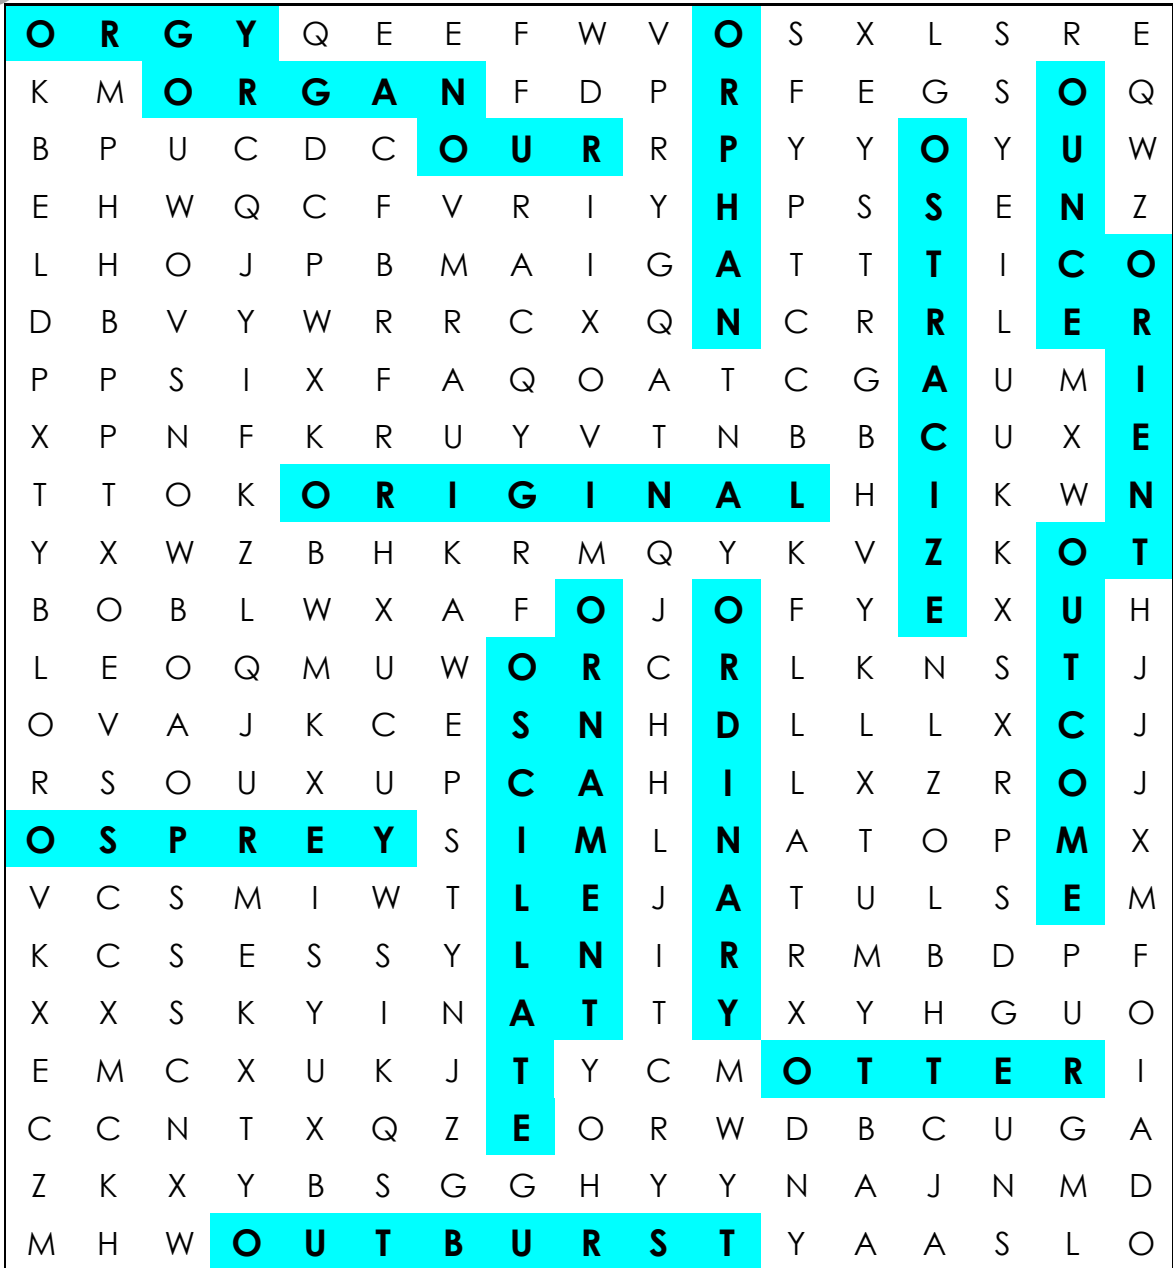 O R G Y Q E E F W V O S X L S R E
K M O R G A N F D P R F E G S O Q
B P U C D C O U R R P Y Y O Y U W
E H W Q C F V R I Y H P S S E N Z
L H O J P B M A I G A T T T I C O
D B V Y W R R C X Q N C R R L E R
P P S I X F A Q O A T C G A U M I
X P N F K R U Y V T N B B C U X E
T T O K O R I G I N A L H I K W N
Y X W Z B H K R M Q Y K V Z K O T
B O B L W X A F O J O F Y E X U H
L E O Q M U W O R C R L K N S T J
O V A J K C E S N H D L L L X C J
R S O U X U P C A H I L X Z R O J
O S P R E Y S I M L N A T O P M X
V C S M I W T L E J A T U L S E M
K C S E S S Y L N I R R M B D P F
X X S K Y I N A T T Y X Y H G U O
E M C X U K J T Y C M O T T E R I
C C N T X Q Z E O R W D B C U G A
Z K X Y B S G G H Y Y N A J N M D
M H W O U T B U R S T Y A A S L O